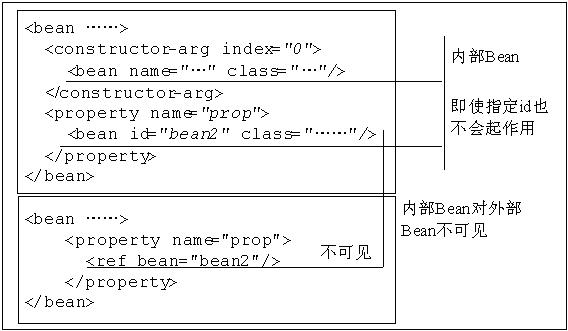 <bean ……>
<constructor-arg index="0">
<bean name="…" class="…"/>
</constructor-arg>
<property name="prop">
<bean id="bean2" class="……"/>
</property>
</bean>
内部Bean
即使指定id也
不会起作用
<bean ……>
<property name="prop">
<ref bean="bean2"/>
</property>
</bean>
不可见
内部Bean对外部
Bean不可见